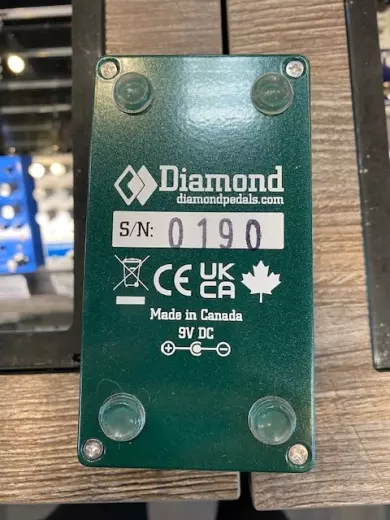 Diamond
diamondpedals.com
S/N: 0190
CE UK CA
Made in Canada
9V DC